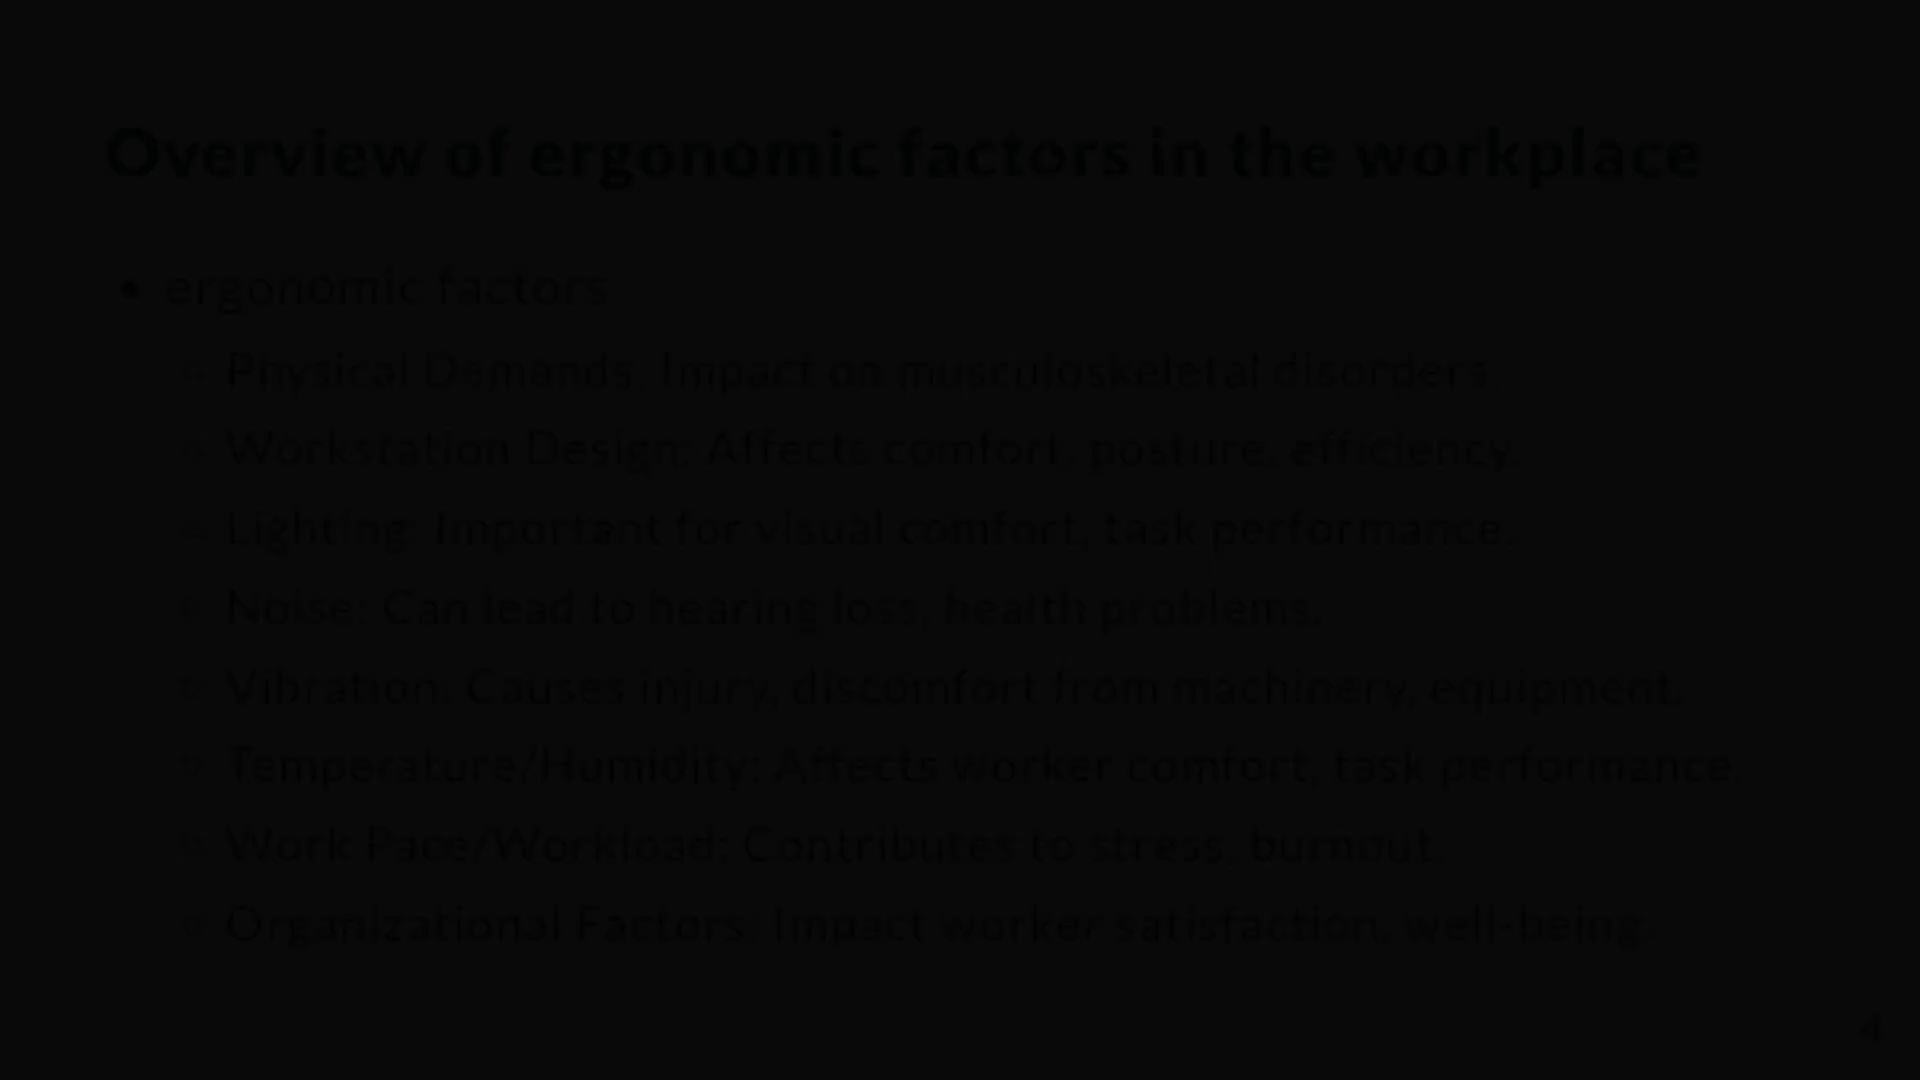 Overview of ergonomic factors in the workplace
• ergonomic factors
Physical Demands: Impact on musculoskeletal disorders.
Workstation Design: Affects comfort, posture, efficiency.
Lighting: Important for visual comfort, task performance.
Noise: Can lead to hearing loss, health problems.
Vibration: Causes injury, discomfort from machinery, equipment.
Temperature/Humidity: Affects worker comfort, task performance.
Work Pace/Workload: Contributes to stress, burnout.
Organizational Factors: Impact worker satisfaction, well-being.
4